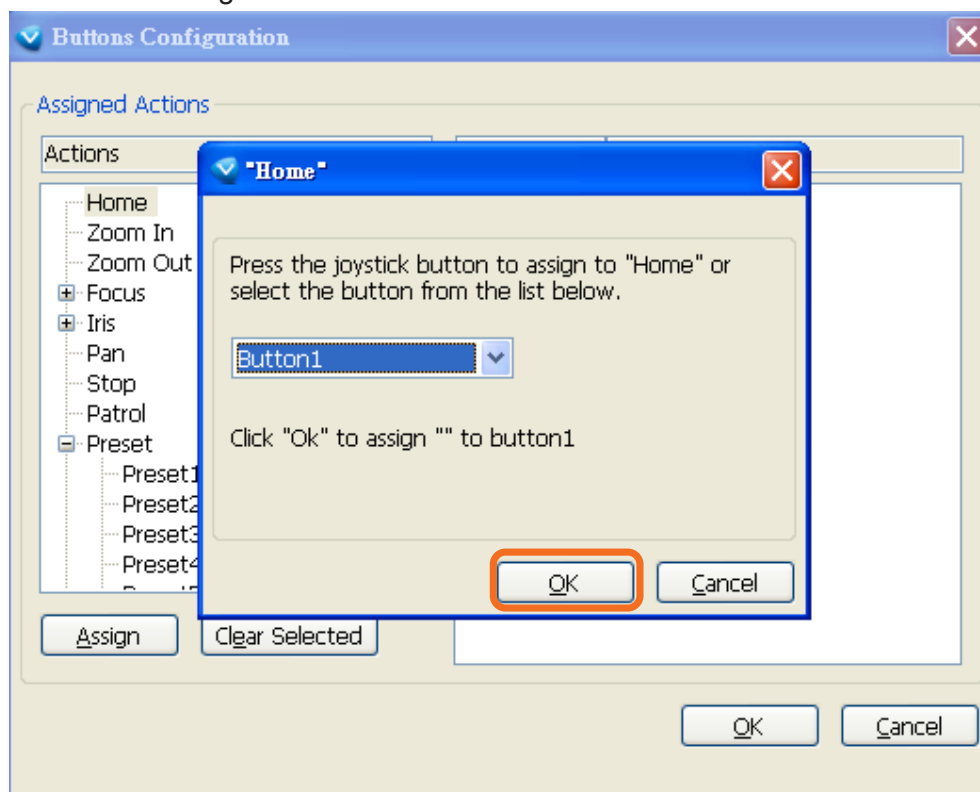 Buttons Configuration
Assigned Actions
Actions
Home
Zoom In
Zoom Out
Focus
Iris
Pan
Stop
Patrol
Preset
Preset1
Preset2
Preset3
Preset4
"Home"
Press the joystick button to assign to "Home" or
select the button from the list below.
Button1
Click "Ok" to assign "" to button1
OK
Cancel
Assign
Clear Selected
OK
Cancel